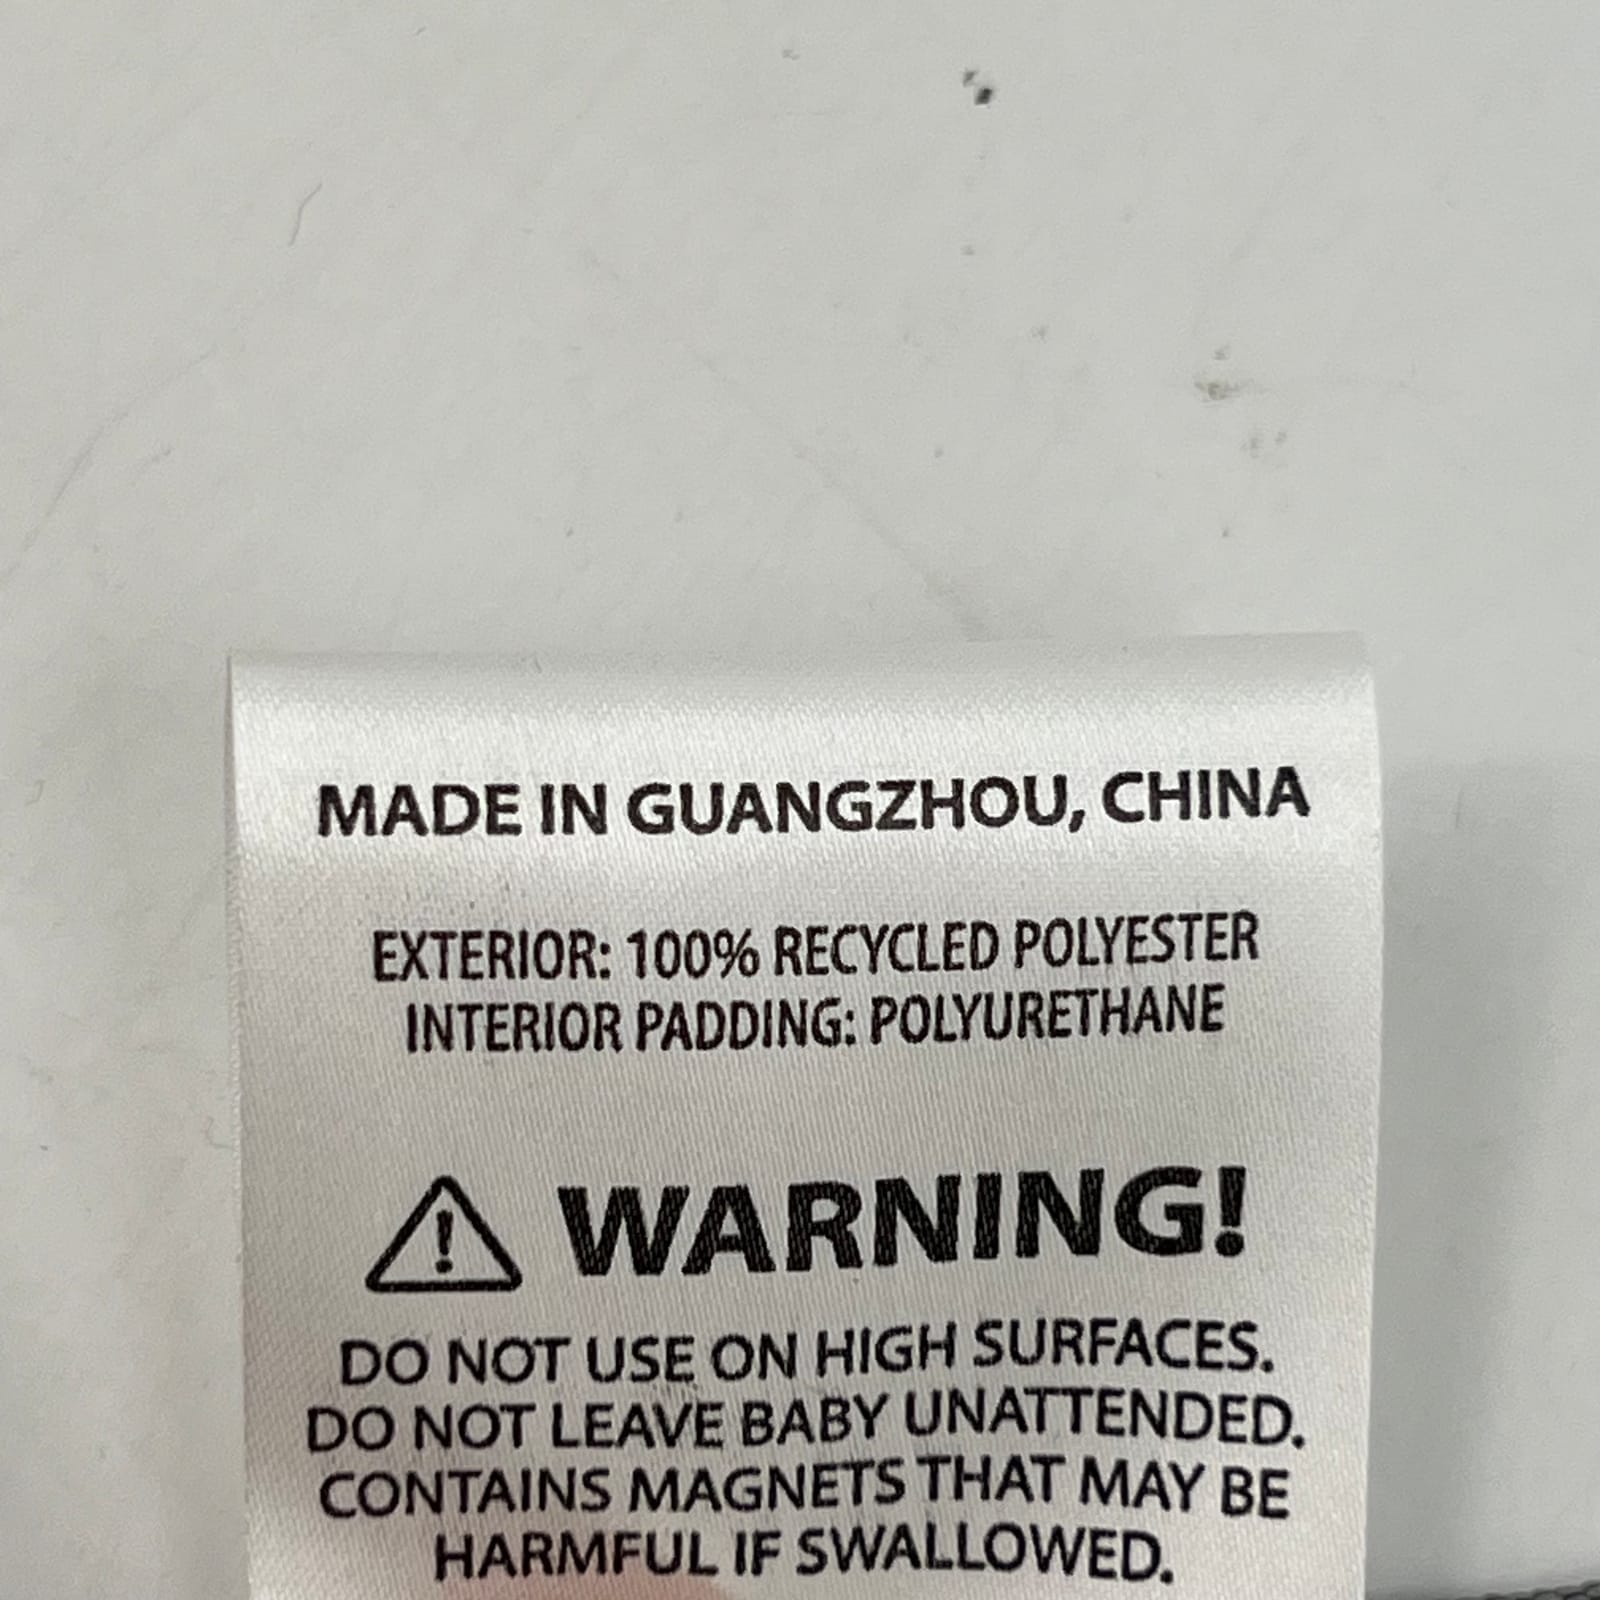 MADE IN GUANGZHOU, CHINA
EXTERIOR: 100% RECYCLED POLYESTER
INTERIOR PADDING: POLYURETHANE
WARNING!
DO NOT USE ON HIGH SURFACES.
DO NOT LEAVE BABY UNATTENDED.
CONTAINS MAGNETS THAT MAY BE
HARMFUL IF SWALLOWED.